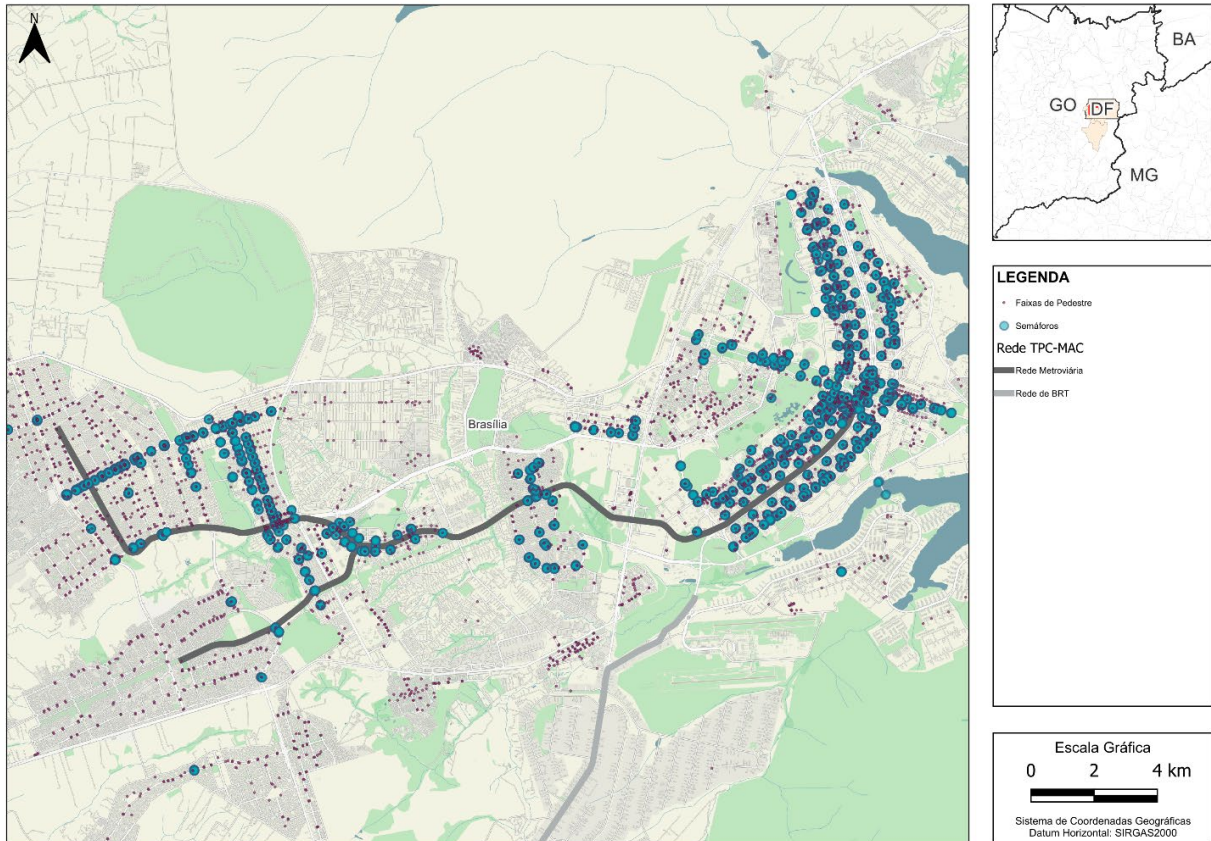 N
Brasília
BA
GO
DF
MG
LEGENDA
Faixas de Pedestre
Semáforos
Rede TPC-MAC
Rede Metroviária
Rede de BRT
Escala Gráfica
0 2 4 km
Sistema de Coordenadas Geográficas
Datum Horizontal: SIRGAS2000